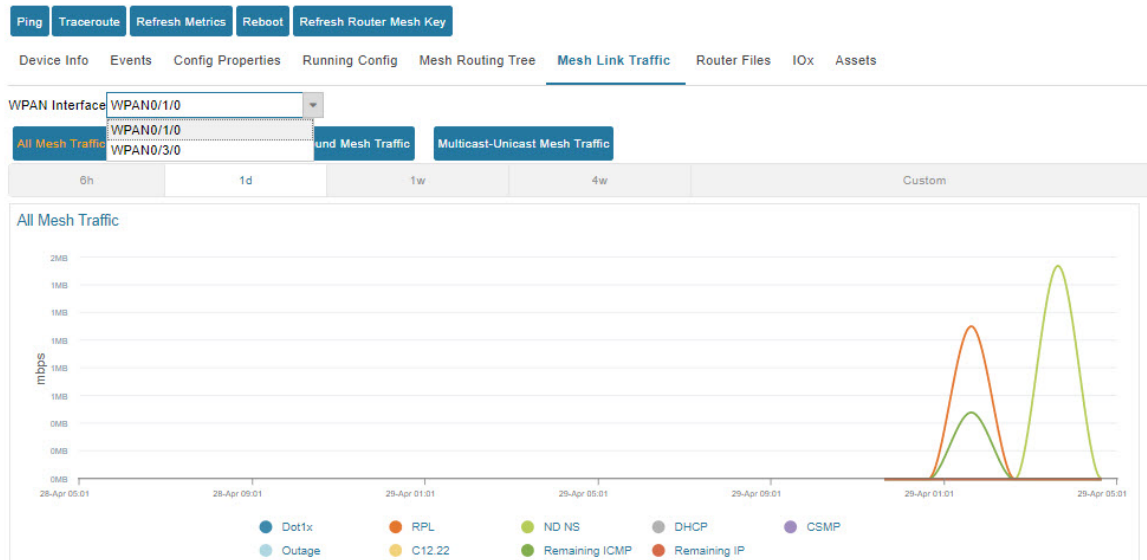 Ping Traceroute Refresh Metrics Reboot Refresh Router Mesh Key
Device Info Events Config Properties Running Config Mesh Routing Tree Mesh Link Traffic Router Files IOx Assets
WPAN Interface WPAN0/1/0
WPAN0/1/0
WPAN0/3/0
All Mesh Traffic und Mesh Traffic Multicast-Unicast Mesh Traffic
6h 1d 1w 4w Custom
All Mesh Traffic
2MB
1MB
1MB
1MB
1MB
1MB
0MB
0MB
0MB
mbps
28-Apr 05:01 28-Apr 09:01 29-Apr 01:01 29-Apr 05:01 29-Apr 09:01 29-Apr 01:01 29-Apr 05:01
Dot1x RPL ND NS DHCP CSMP
Outage C12.22 Remaining ICMP Remaining IP